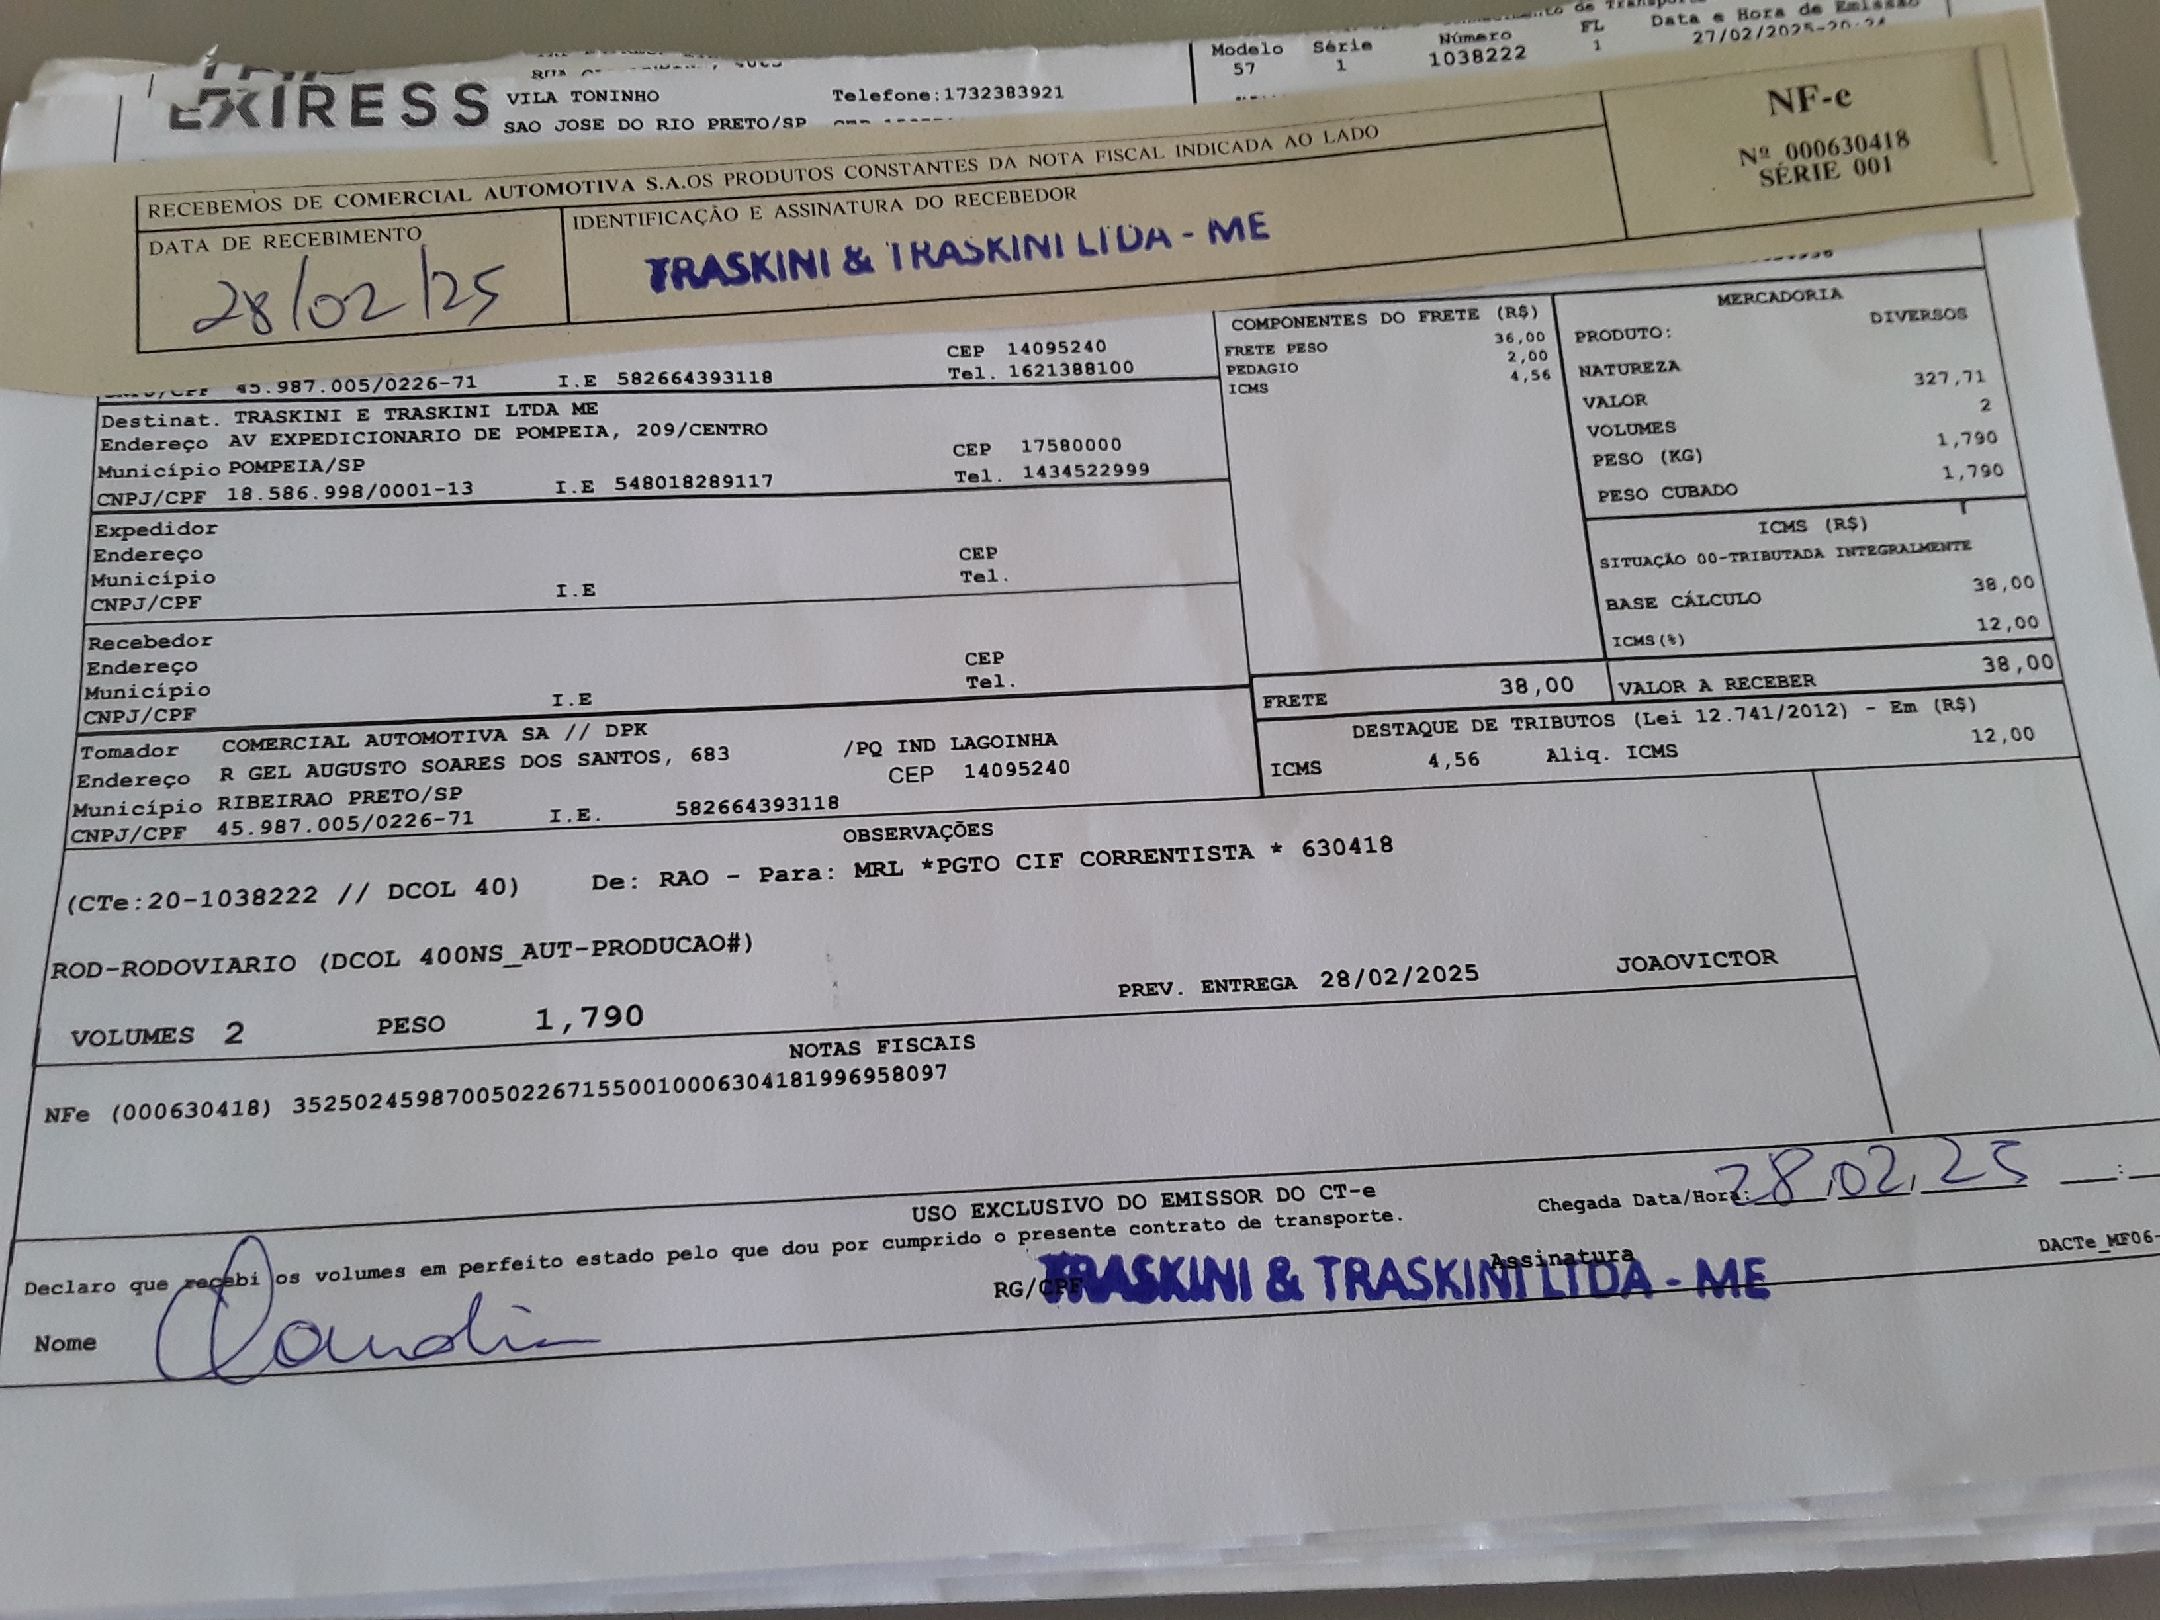 Modelo Série Número FL Data e Hora de Emissão
57 1 1038222 1 27/02/2025-20:24
EXPRESS
VILA TONINHO Telefone:1732383921
SAO JOSE DO RIO PRETO/SP
RECEBEMOS DE COMERCIAL AUTOMOTIVA S.A.OS PRODUTOS CONSTANTES DA NOTA FISCAL INDICADA AO LADO
DATA DE RECEBIMENTO
28/02/25
IDENTIFICAÇÃO E ASSINATURA DO RECEBEDOR
TRASKINI & TRASKINI LTDA - ME
NF-e
Nº 000630418
SÉRIE 001
CEP 14095240
CNPJ/CPF 45.987.005/0226-71 I.E 582664393118 Tel. 1621388100
Destinat. TRASKINI E TRASKINI LTDA ME
Endereço AV EXPEDICIONARIO DE POMPEIA, 209/CENTRO
Município POMPEIA/SP CEP 17580000
CNPJ/CPF 18.586.998/0001-13 I.E 548018289117 Tel. 1434522999
Expedidor
Endereço CEP
Município Tel.
CNPJ/CPF I.E
Recebedor
Endereço CEP
Município Tel.
CNPJ/CPF I.E
Tomador COMERCIAL AUTOMOTIVA SA // DPK
Endereço R GEL AUGUSTO SOARES DOS SANTOS, 683 /PQ IND LAGOINHA
Município RIBEIRAO PRETO/SP CEP 14095240
CNPJ/CPF 45.987.005/0226-71 I.E. 582664393118
COMPONENTES DO FRETE (R$)
FRETE PESO 36,00
PEDAGIO 2,00
ICMS 4,56
MERCADORIA
PRODUTO: DIVERSOS
NATUREZA
VALOR 327,71
VOLUMES 2
PESO (KG) 1,790
PESO CUBADO 1,790
ICMS (R$)
SITUAÇÃO 00-TRIBUTADA INTEGRALMENTE
BASE CÁLCULO 38,00
ICMS(%) 12,00
FRETE 38,00 VALOR A RECEBER 38,00
DESTAQUE DE TRIBUTOS (Lei 12.741/2012) - Em (R$)
ICMS 4,56 Aliq. ICMS 12,00
OBSERVAÇÕES
(CTe:20-1038222 // DCOL 40) De: RAO - Para: MRL *PGTO CIF CORRENTISTA * 630418
ROD-RODOVIARIO (DCOL 400NS_AUT-PRODUCAO#)
VOLUMES 2 PESO 1,790 PREV. ENTREGA 28/02/2025 JOAOVICTOR
NOTAS FISCAIS
NFe (000630418) 35250245987005022671550010006304181996958097
USO EXCLUSIVO DO EMISSOR DO CT-e
Chegada Data/Hora: 28,02,25 __:
Declaro que recebi os volumes em perfeito estado pelo que dou por cumprido o presente contrato de transporte.
DACTe_MF06-
Nome Claudia RG/CPF Assinatura
TRASKINI & TRASKINI LTDA - ME